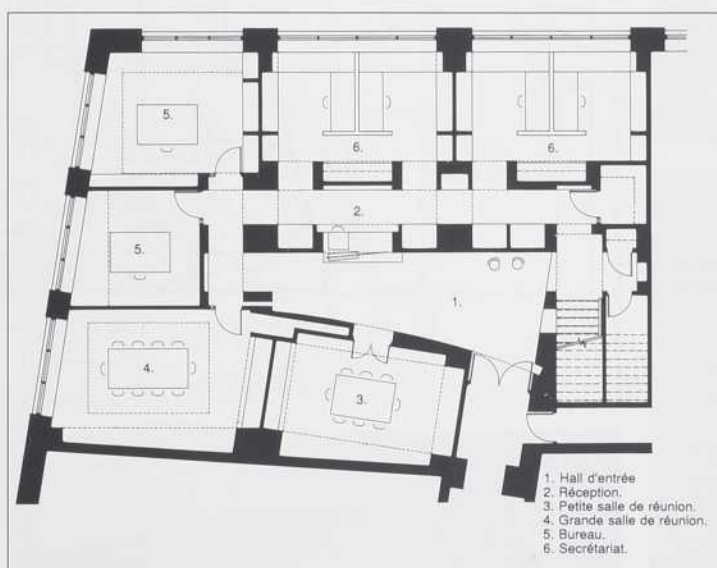 5.
6.
6.
2.
5.
1.
4.
3.
1. Hall d'entrée
2. Réception.
3. Petite salle de réunion.
4. Grande salle de réunion.
5. Bureau.
6. Secrétariat.